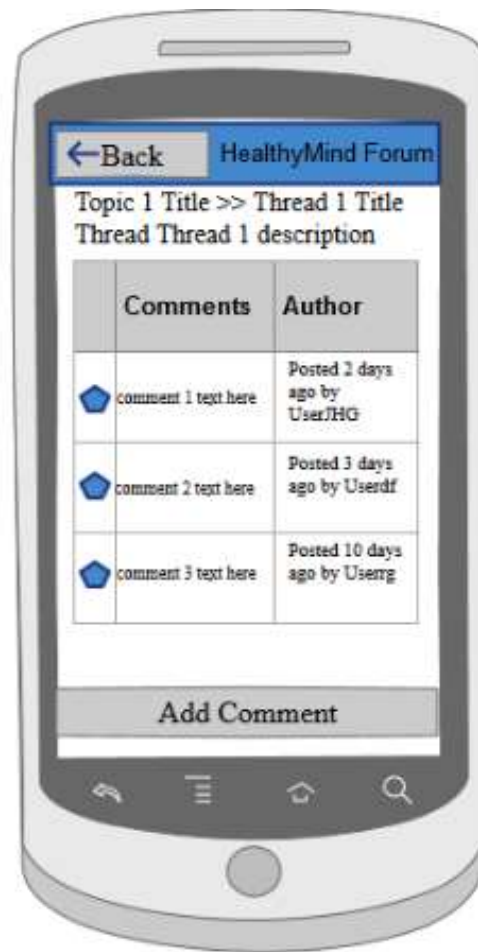 ←Back HealthyMind Forum
Topic 1 Title >> Thread 1 Title
Thread Thread 1 description
Comments Author
comment 1 text here
Posted 2 days
ago by
UserJHG
comment 2 text here
Posted 3 days
ago by Userdf
comment 3 text here
Posted 10 days
ago by Userrg
Add Comment